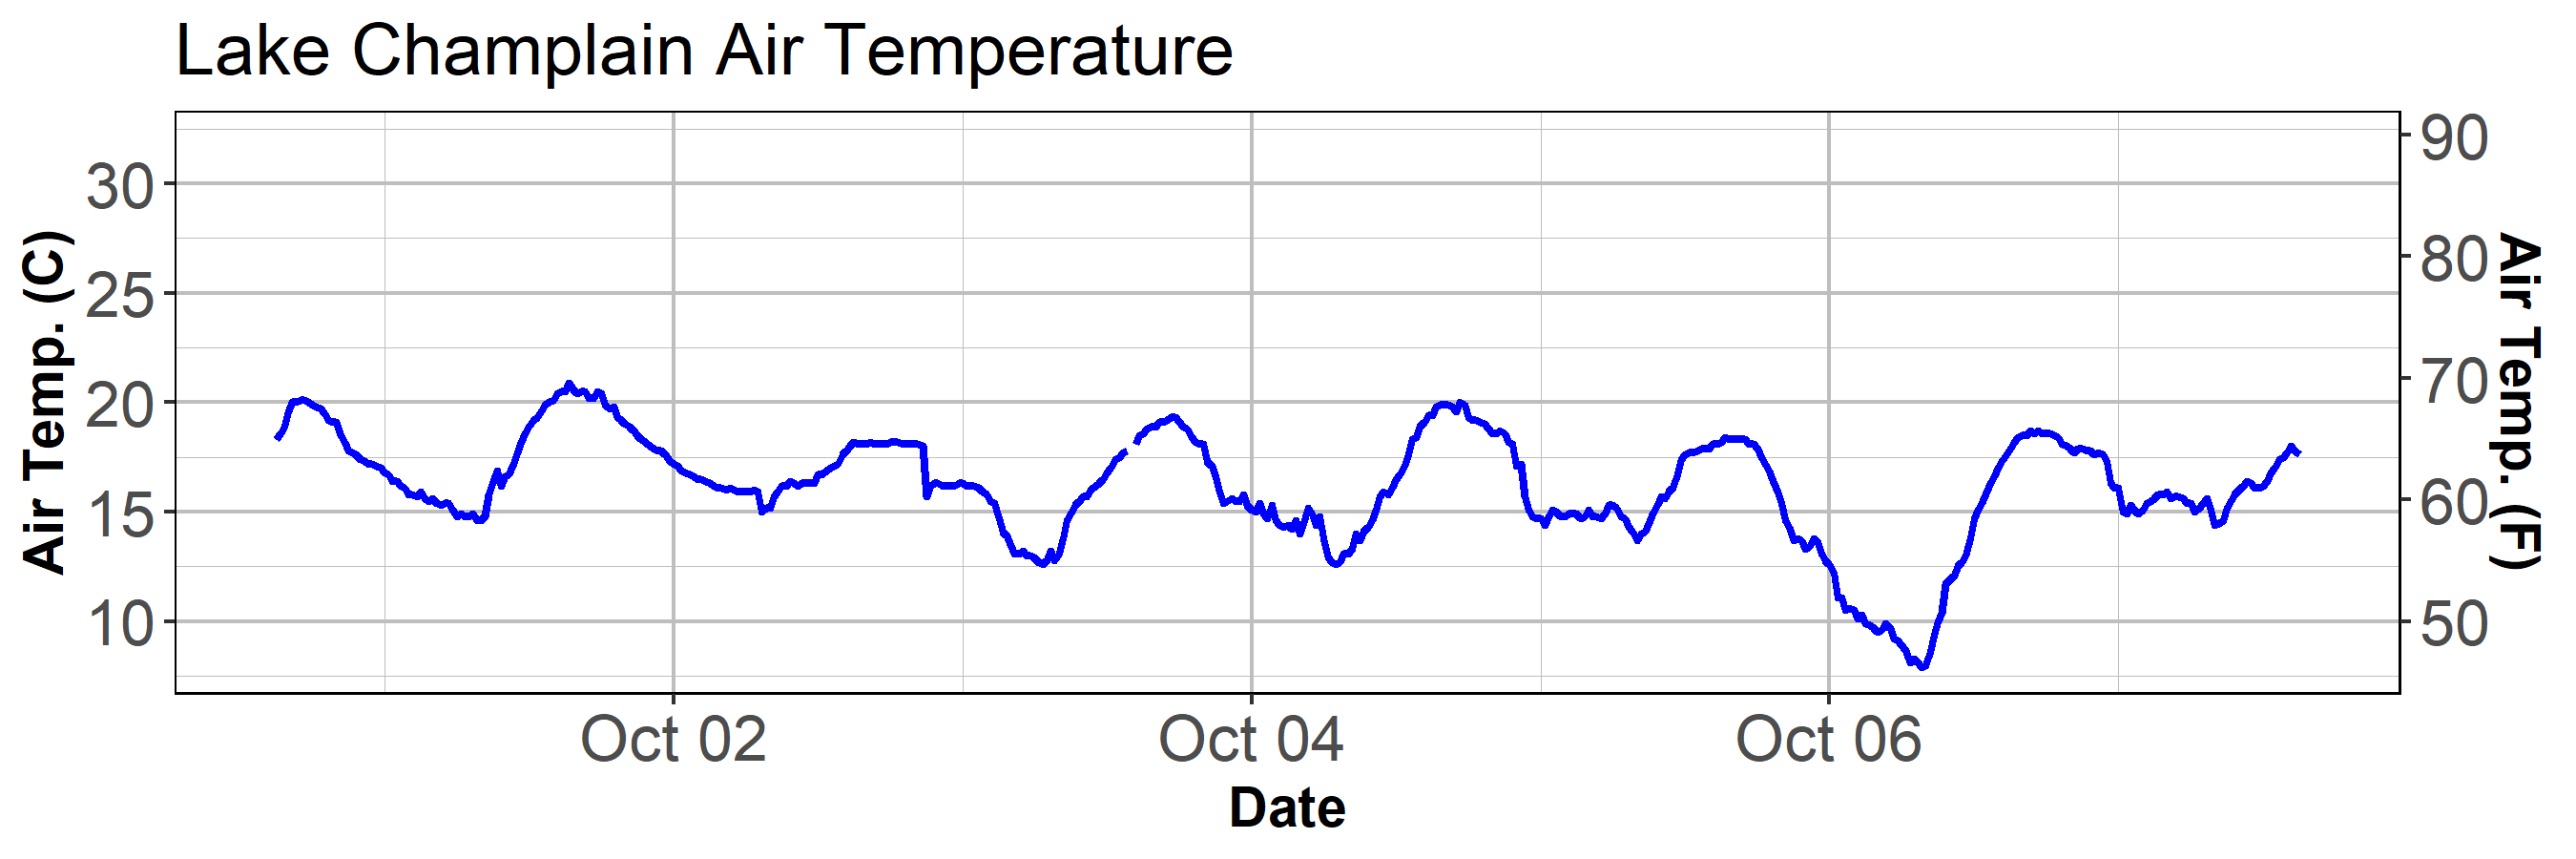 Lake Champlain Air Temperature
Air Temp. (C)
30
25
20
15
10
90
80
70
60
50
Air Temp. (F)
Oct 02
Oct 04
Oct 06
Date